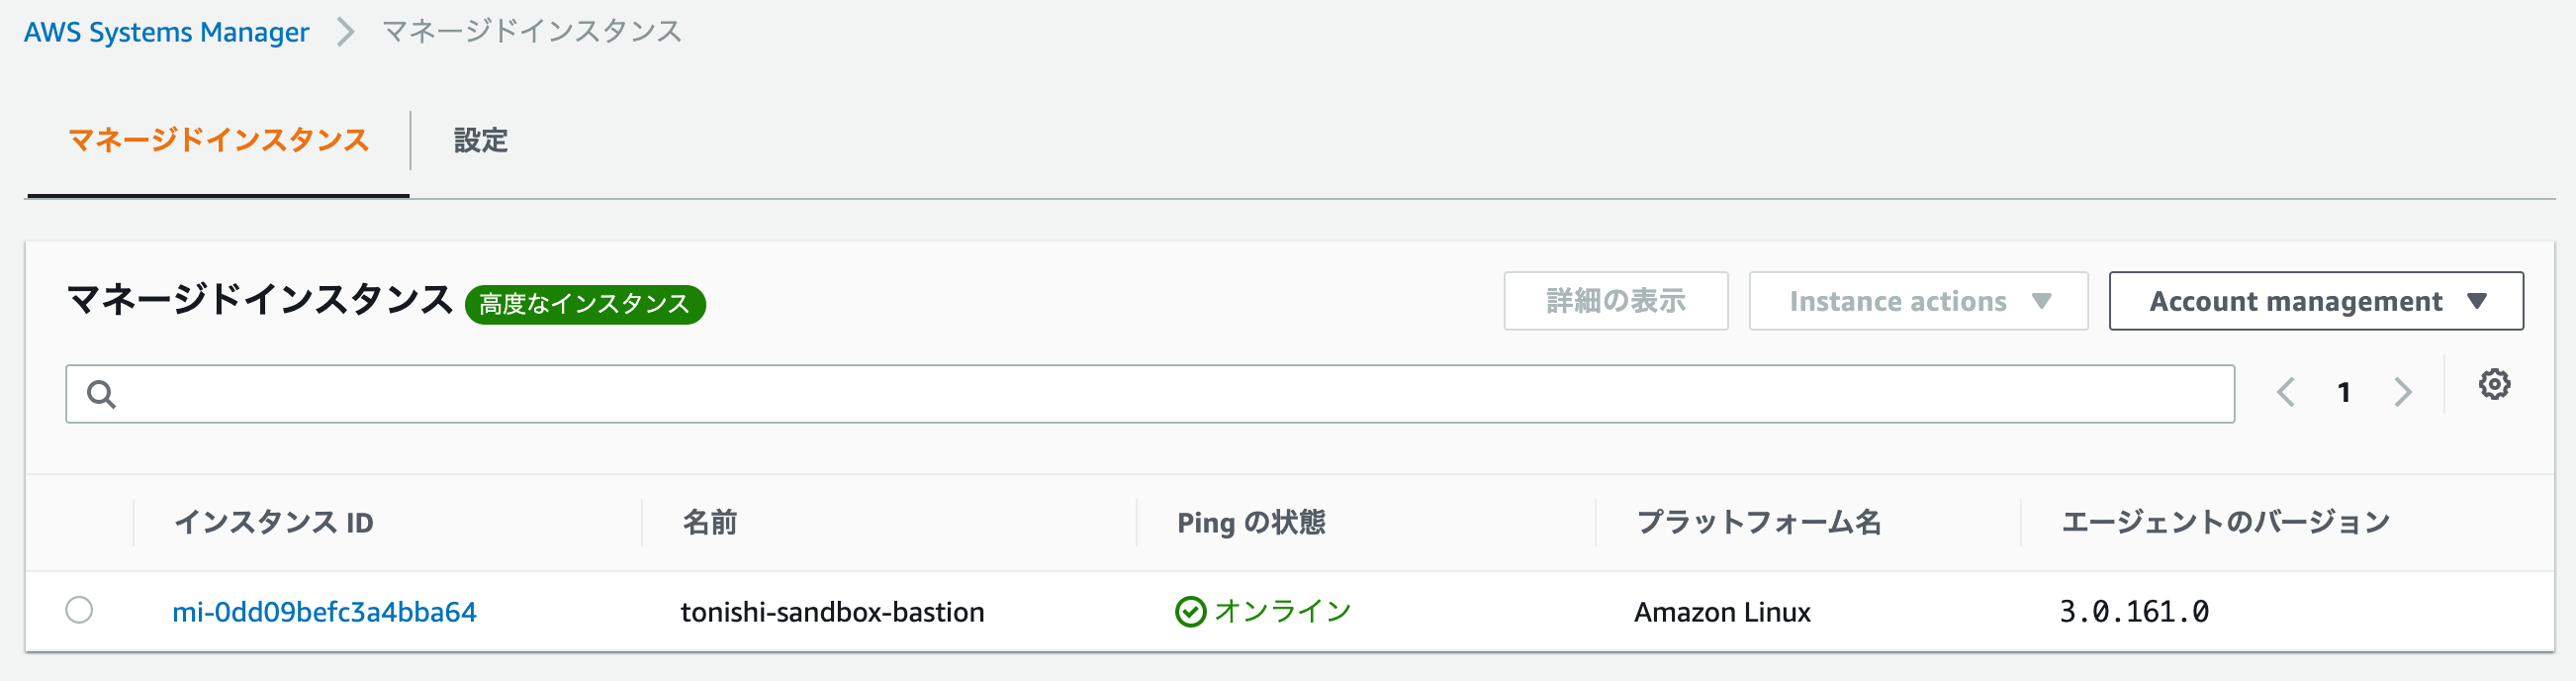 AWS Systems Manager > マネージドインスタンス
マネージドインスタンス 設定
マネージドインスタンス 高度なインスタンス 詳細の表示 Instance actions Account management
1
インスタンス ID 名前 Ping の状態 プラットフォーム名 エージェントのバージョン
mi-0dd09befc3a4bba64 tonishi-sandbox-bastion オンライン Amazon Linux 3.0.161.0